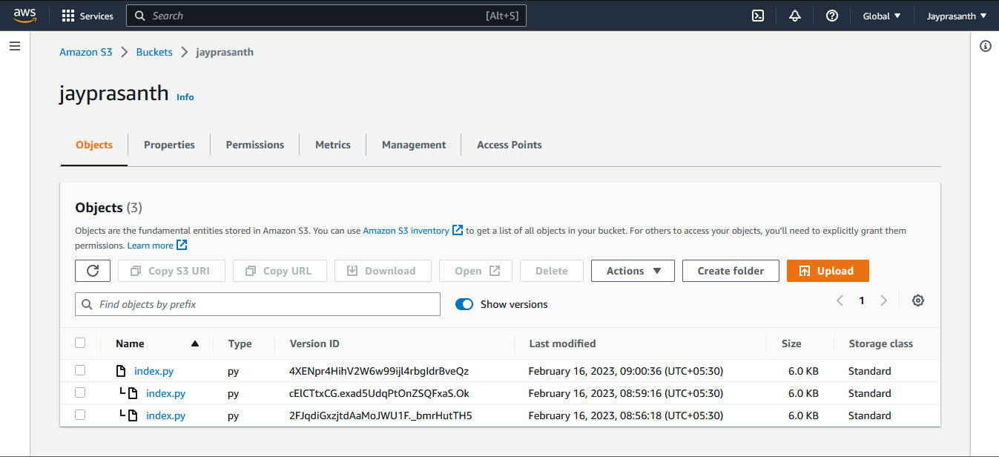 aws Services Search [Alt+S] Global Jayprasanth
Amazon S3 Buckets jayprasanth
jayprasanth Info
Objects Properties Permissions Metrics Management Access Points
Objects (3)
Objects are the fundamental entities stored in Amazon S3. You can use Amazon S3 inventory to get a list of all objects in your bucket. For others to access your objects, you'll need to explicitly grant them
permissions. Learn more
Copy S3 URI Copy URL Download Open Delete Actions Create folder Upload
Find objects by prefix Show versions 1
Name Type Version ID Last modified Size Storage class
index.py py 4XENpr4HihV2W6w99ijl4rbgIdrBveQz February 16, 2023, 09:00:36 (UTC+05:30) 6.0 KB Standard
index.py py cElCTtxCG.exad5UdqPtOnZSQFxaS.Ok February 16, 2023, 08:59:16 (UTC+05:30) 6.0 KB Standard
index.py py 2FJqdiGxzjtdAaMoJWU1F._bmrHutTH5 February 16, 2023, 08:56:18 (UTC+05:30) 6.0 KB Standard